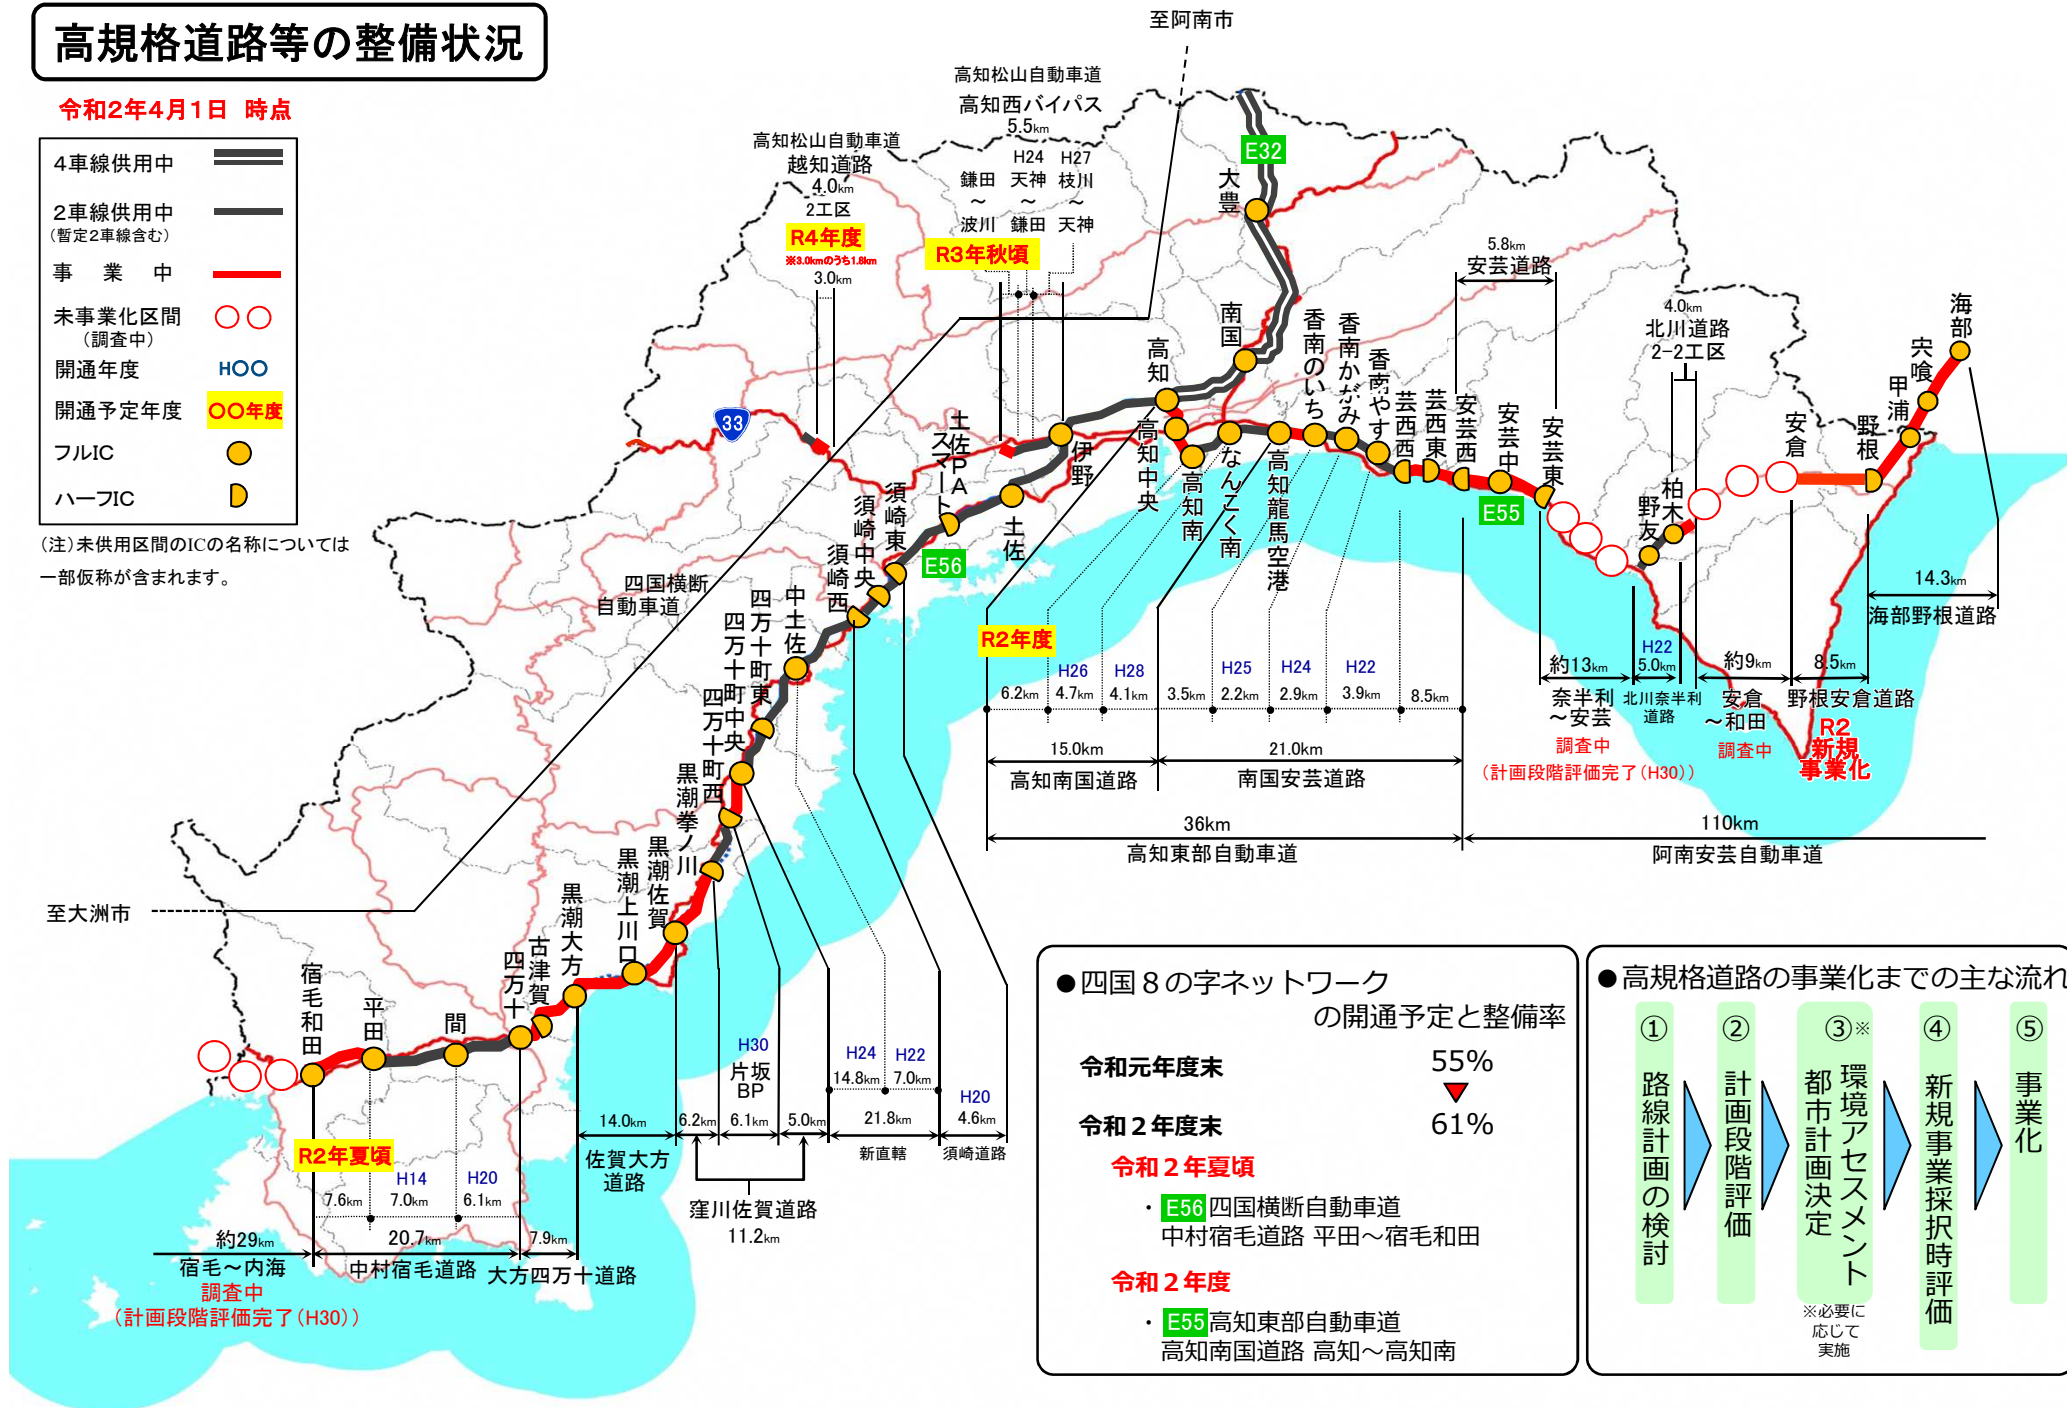 高規格道路等の整備状況
令和2年4月1日 時点
4車線供用中
2車線供用中
(暫定2車線含む)
事 業 中
未事業化区間
(調査中)
開通年度 H〇〇
開通予定年度 〇〇年度
フルIC
ハーフIC
(注)未供用区間のICの名称については
一部仮称が含まれます。
至阿南市
高知松山自動車道
高知西バイパス
5.5km
H24 H27
鎌田 天神 枝川
～ ～ ～
波川 鎌田 天神
R3年秋頃
高知松山自動車道
越知道路
4.0km
2工区
R4年度
※3.0kmのうち1.8km
3.0km
33
E32
大豊
南国
高知
伊野
高知中央
高知南
なんこく南
高知龍馬空港
香南のいち
香南かがみ
香南やす
芸西西
芸西東
安芸西
安芸中
安芸東
E55
5.8km
安芸道路
4.0km
北川道路
2-2工区
柏木
野友
安倉
野根
甲浦
宍喰
海部
土佐PA
スマート
土佐
須崎東
須崎中央
須崎西
E56
四国横断
自動車道
中土佐
四万十町東
四万十町中央
四万十町西
黒潮拳ノ川
黒潮佐賀
黒潮上川口
黒潮大方
古津賀
四万十
間
平田
宿毛和田
至大洲市
R2年度
6.2km
H26
4.7km
H28
4.1km
3.5km
H25
2.2km
H24
2.9km
H22
3.9km
8.5km
15.0km
高知南国道路
21.0km
南国安芸道路
36km
高知東部自動車道
110km
阿南安芸自動車道
約13km
奈半利
～安芸
調査中
(計画段階評価完了(H30))
H22
5.0km
北川奈半利
道路
約9km
安倉
～和田
調査中
8.5km
野根安倉道路
R2
新規
事業化
14.3km
海部野根道路
R2年夏頃
7.6km
H14
7.0km
H20
6.1km
約29km
宿毛～内海
調査中
(計画段階評価完了(H30))
20.7km
中村宿毛道路
7.9km
大方四万十道路
14.0km
佐賀大方
道路
6.2km
H30
片坂
BP
6.1km
5.0km
窪川佐賀道路
11.2km
H24
14.8km
H22
7.0km
21.8km
新直轄
H20
4.6km
須崎道路
●四国８の字ネットワーク
の開通予定と整備率
令和元年度末 55%
令和２年度末 61%
令和２年夏頃
・E56四国横断自動車道
中村宿毛道路 平田～宿毛和田
令和２年度
・E55高知東部自動車道
高知南国道路 高知～高知南
●高規格道路の事業化までの主な流れ
①
路線計画の検討
②
計画段階評価
③※
環境アセスメント
都市計画決定
※必要に
応じて
実施
④
新規事業採択時評価
⑤
事業化